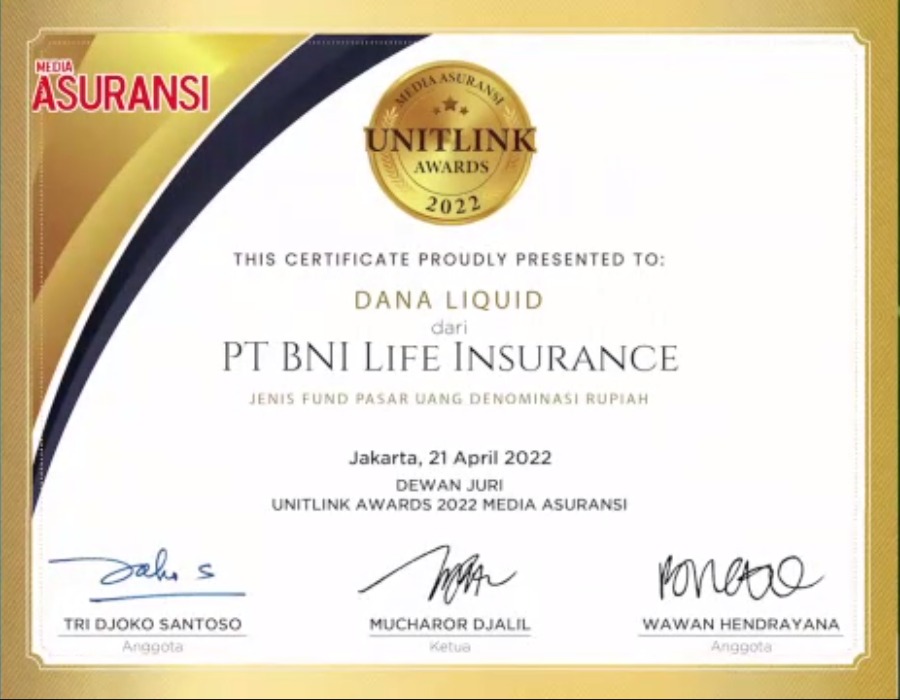 MEDIA
ASURANSI
MEDIA ASURANSI
UNITLINK
AWARDS
2022
THIS CERTIFICATE PROUDLY PRESENTED TO:
DANA LIQUID
dari
PT BNI LIFE INSURANCE
JENIS FUND PASAR UANG DENOMINASI RUPIAH
Jakarta, 21 April 2022
DEWAN JURI
UNITLINK AWARDS 2022 MEDIA ASURANSI
TRI DJOKO SANTOSO
Anggota
MUCHAROR DJALIL
Ketua
WAWAN HENDRAYANA
Anggota